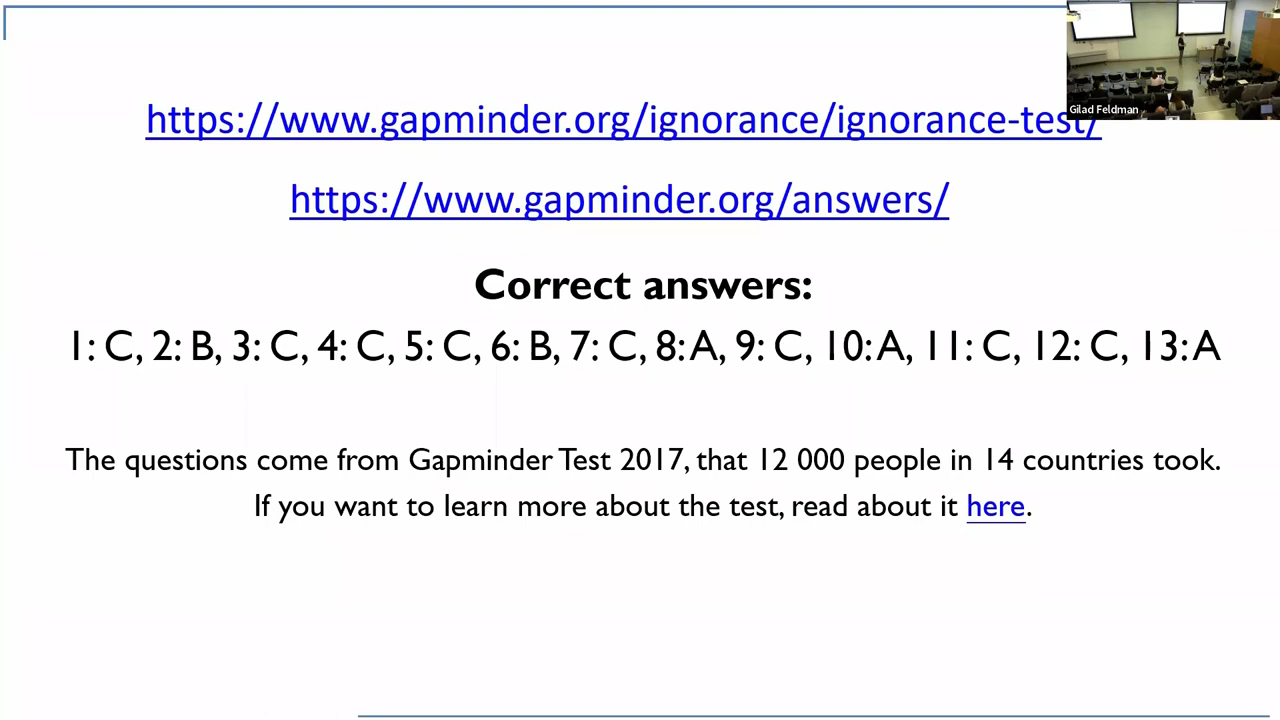 https://www.gapminder.org/ignorance/ignorance-test/
Gilad Feldman
https://www.gapminder.org/answers/
Correct answers:
1: C, 2: B, 3: C, 4: C, 5: C, 6: B, 7: C, 8: A, 9: C, 10: A, 11: C, 12: C, 13: A
The questions come from Gapminder Test 2017, that 12 000 people in 14 countries took.
If you want to learn more about the test, read about it here.